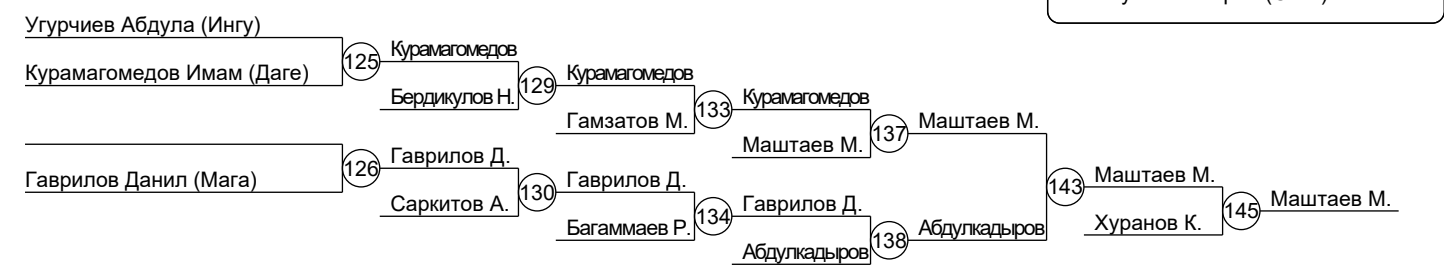 Угурчиев Абдула (Ингу)
125
Курамагомедов Имам (Даге)
Курамагомедов
129
Бердикулов Н.
Курамагомедов
133
Гамзатов М.
Курамагомедов
137
Маштаев М.
Маштаев М.
126
Гаврилов Данил (Мага)
Гаврилов Д.
130
Саркитов А.
Гаврилов Д.
134
Багаммаев Р.
Гаврилов Д.
138
Абдулкадыров
Абдулкадыров
143
Маштаев М.
145
Хуранов К.
Маштаев М.